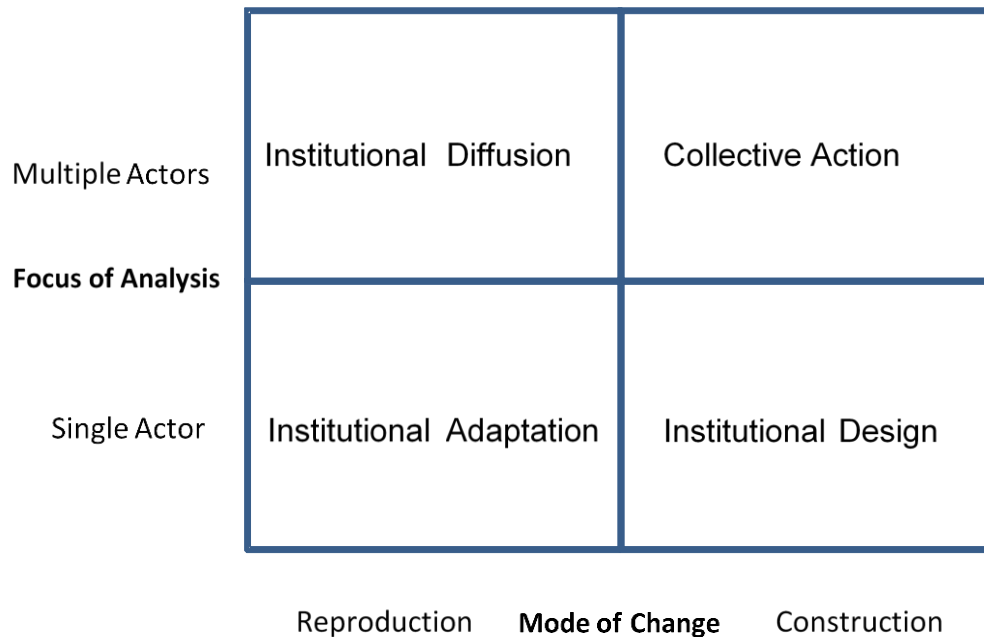 Institutional Diffusion
Collective Action
Multiple Actors
Focus of Analysis
Single Actor
Institutional Adaptation
Institutional Design
Reproduction
Mode of Change
Construction